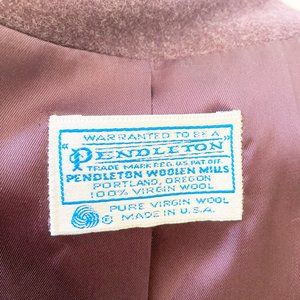 WARRANTED TO BE A
"PENDLETON"
TRADE MARK REG. U.S. PAT. OFF.
PENDLETON WOOLEN MILLS
PORTLAND, OREGON
100% VIRGIN WOOL
PURE VIRGIN WOOL
© MADE IN U.S.A.